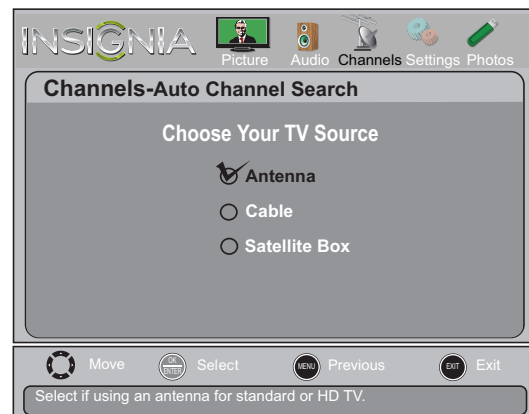 INSIGNIA
Picture Audio Channels Settings Photos
Channels-Auto Channel Search
Choose Your TV Source
Antenna
Cable
Satellite Box
Move OK ENTER Select MENU Previous EXIT Exit
Select if using an antenna for standard or HD TV.